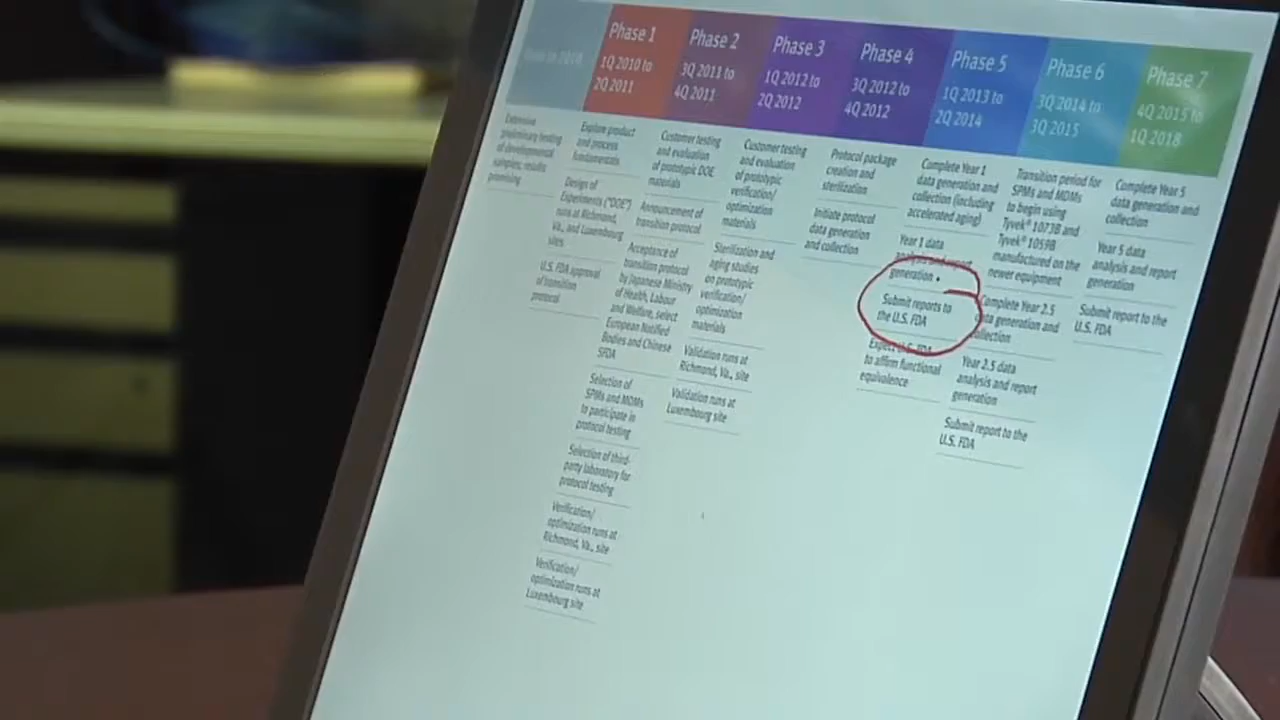 Phase 1
1Q 2010 to
2Q 2011
Phase 2
3Q 2011 to
4Q 2011
Phase 3
1Q 2012 to
2Q 2012
Phase 4
3Q 2012 to
4Q 2012
Phase 5
1Q 2013 to
2Q 2014
Phase 6
3Q 2014 to
3Q 2015
Phase 7
4Q 2015 to
1Q 2018
Extensive
preliminary testing
of developmental
samples; results
promising
Explore product
and process
fundamentals
Design of
Experiments ("DOE")
runs at Richmond,
Va., and Luxembourg
sites
U.S. FDA approval
of transition
protocol
Customer testing
and evaluation
of prototypic DOE
materials
Announcement of
transition protocol
Acceptance of
transition protocol
by Japanese Ministry
of Health, Labour
and Welfare, select
European Notified
Bodies and Chinese
SFDA
Selection of
SPMs and MDMs
to participate in
protocol testing
Selection of third-
party laboratory for
protocol testing
Verification/
optimization runs at
Richmond, Va., site
Verification/
optimization runs at
Luxembourg site
Customer testing
and evaluation
of prototypic
verification/
optimization
materials
Sterilization and
aging studies
on prototypic
verification/
optimization
materials
Validation runs at
Richmond, Va., site
Validation runs at
Luxembourg site
Protocol package
creation and
sterilization
Initiate protocol
data generation
and collection
Complete Year 1
data generation and
collection (including
accelerated aging)
Year 1 data
analysis and report
generation
Submit reports to
the U.S. FDA
Expect U.S. FDA
to affirm functional
equivalence
Transition period for
SPMs and MDMs
to begin using
Tyvek® 1073B and
Tyvek® 1059B
manufactured on the
newer equipment
Complete Year 2.5
data generation and
collection
Year 2.5 data
analysis and report
generation
Submit report to the
U.S. FDA
Complete Year 5
data generation and
collection
Year 5 data
analysis and report
generation
Submit report to the
U.S. FDA